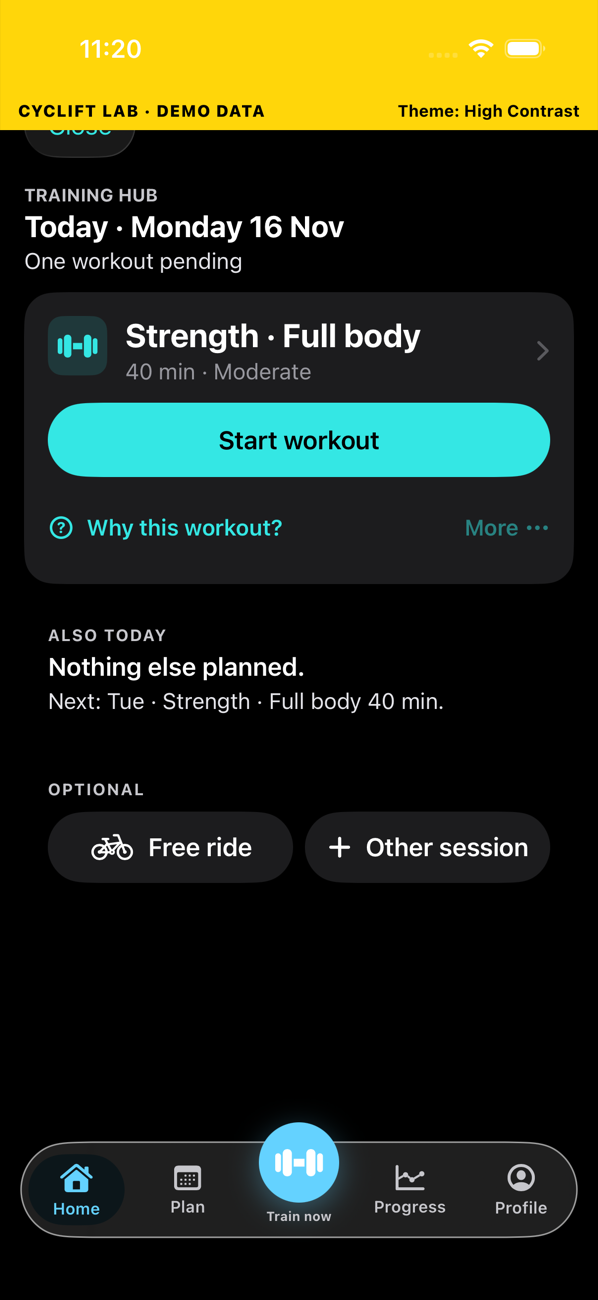 11:20
CYCLIFT LAB · DEMO DATA
Theme: High Contrast
Close
TRAINING HUB
Today · Monday 16 Nov
One workout pending
Strength · Full body
40 min · Moderate
Start workout
Why this workout?
More ···
ALSO TODAY
Nothing else planned.
Next: Tue · Strength · Full body 40 min.
OPTIONAL
Free ride
+ Other session
Home
Plan
Train now
Progress
Profile